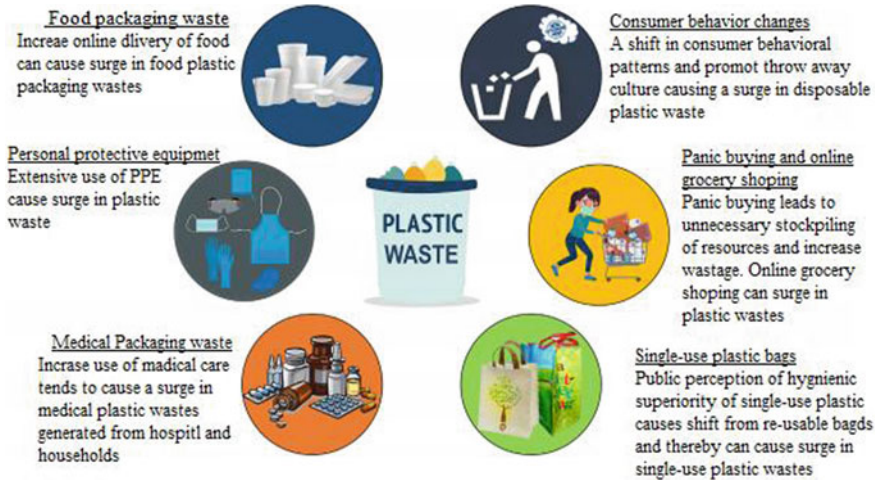 Food packaging waste
Increae online dlivery of food
can cause surge in food plastic
packaging wastes
Consumer behavior changes
A shift in consumer behavioral
patterns and promot throw away
culture causing a surge in disposable
plastic waste
Personal protective equipmet
Extensive use of PPE
cause surge in plastic
waste
PLASTIC
WASTE
Panic buying and online
grocery shoping
Panic buying leads to
unnecessary stockpiling
of resources and increase
wastage. Online grocery
shoping can surge in
plastic wastes
Medical Packaging waste
Incrase use of madical care
tends to cause a surge in
medical plastic wastes
generated from hospitl and
households
Single-use plastic bags
Public perception of hygnienic
superiority of single-use plastic
causes shift from re-usable bagds
and thereby can cause surge in
single-use plastic wastes